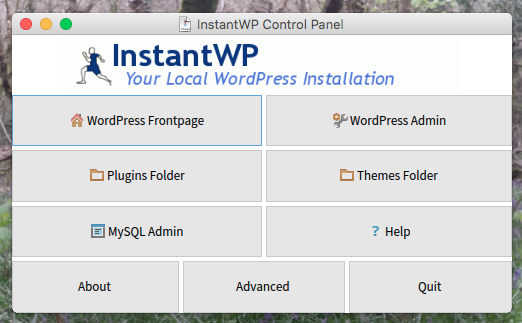 InstantWP Control Panel
InstantWP
Your Local WordPress Installation
WordPress Frontpage
WordPress Admin
Plugins Folder
Themes Folder
MySQL Admin
? Help
About
Advanced
Quit